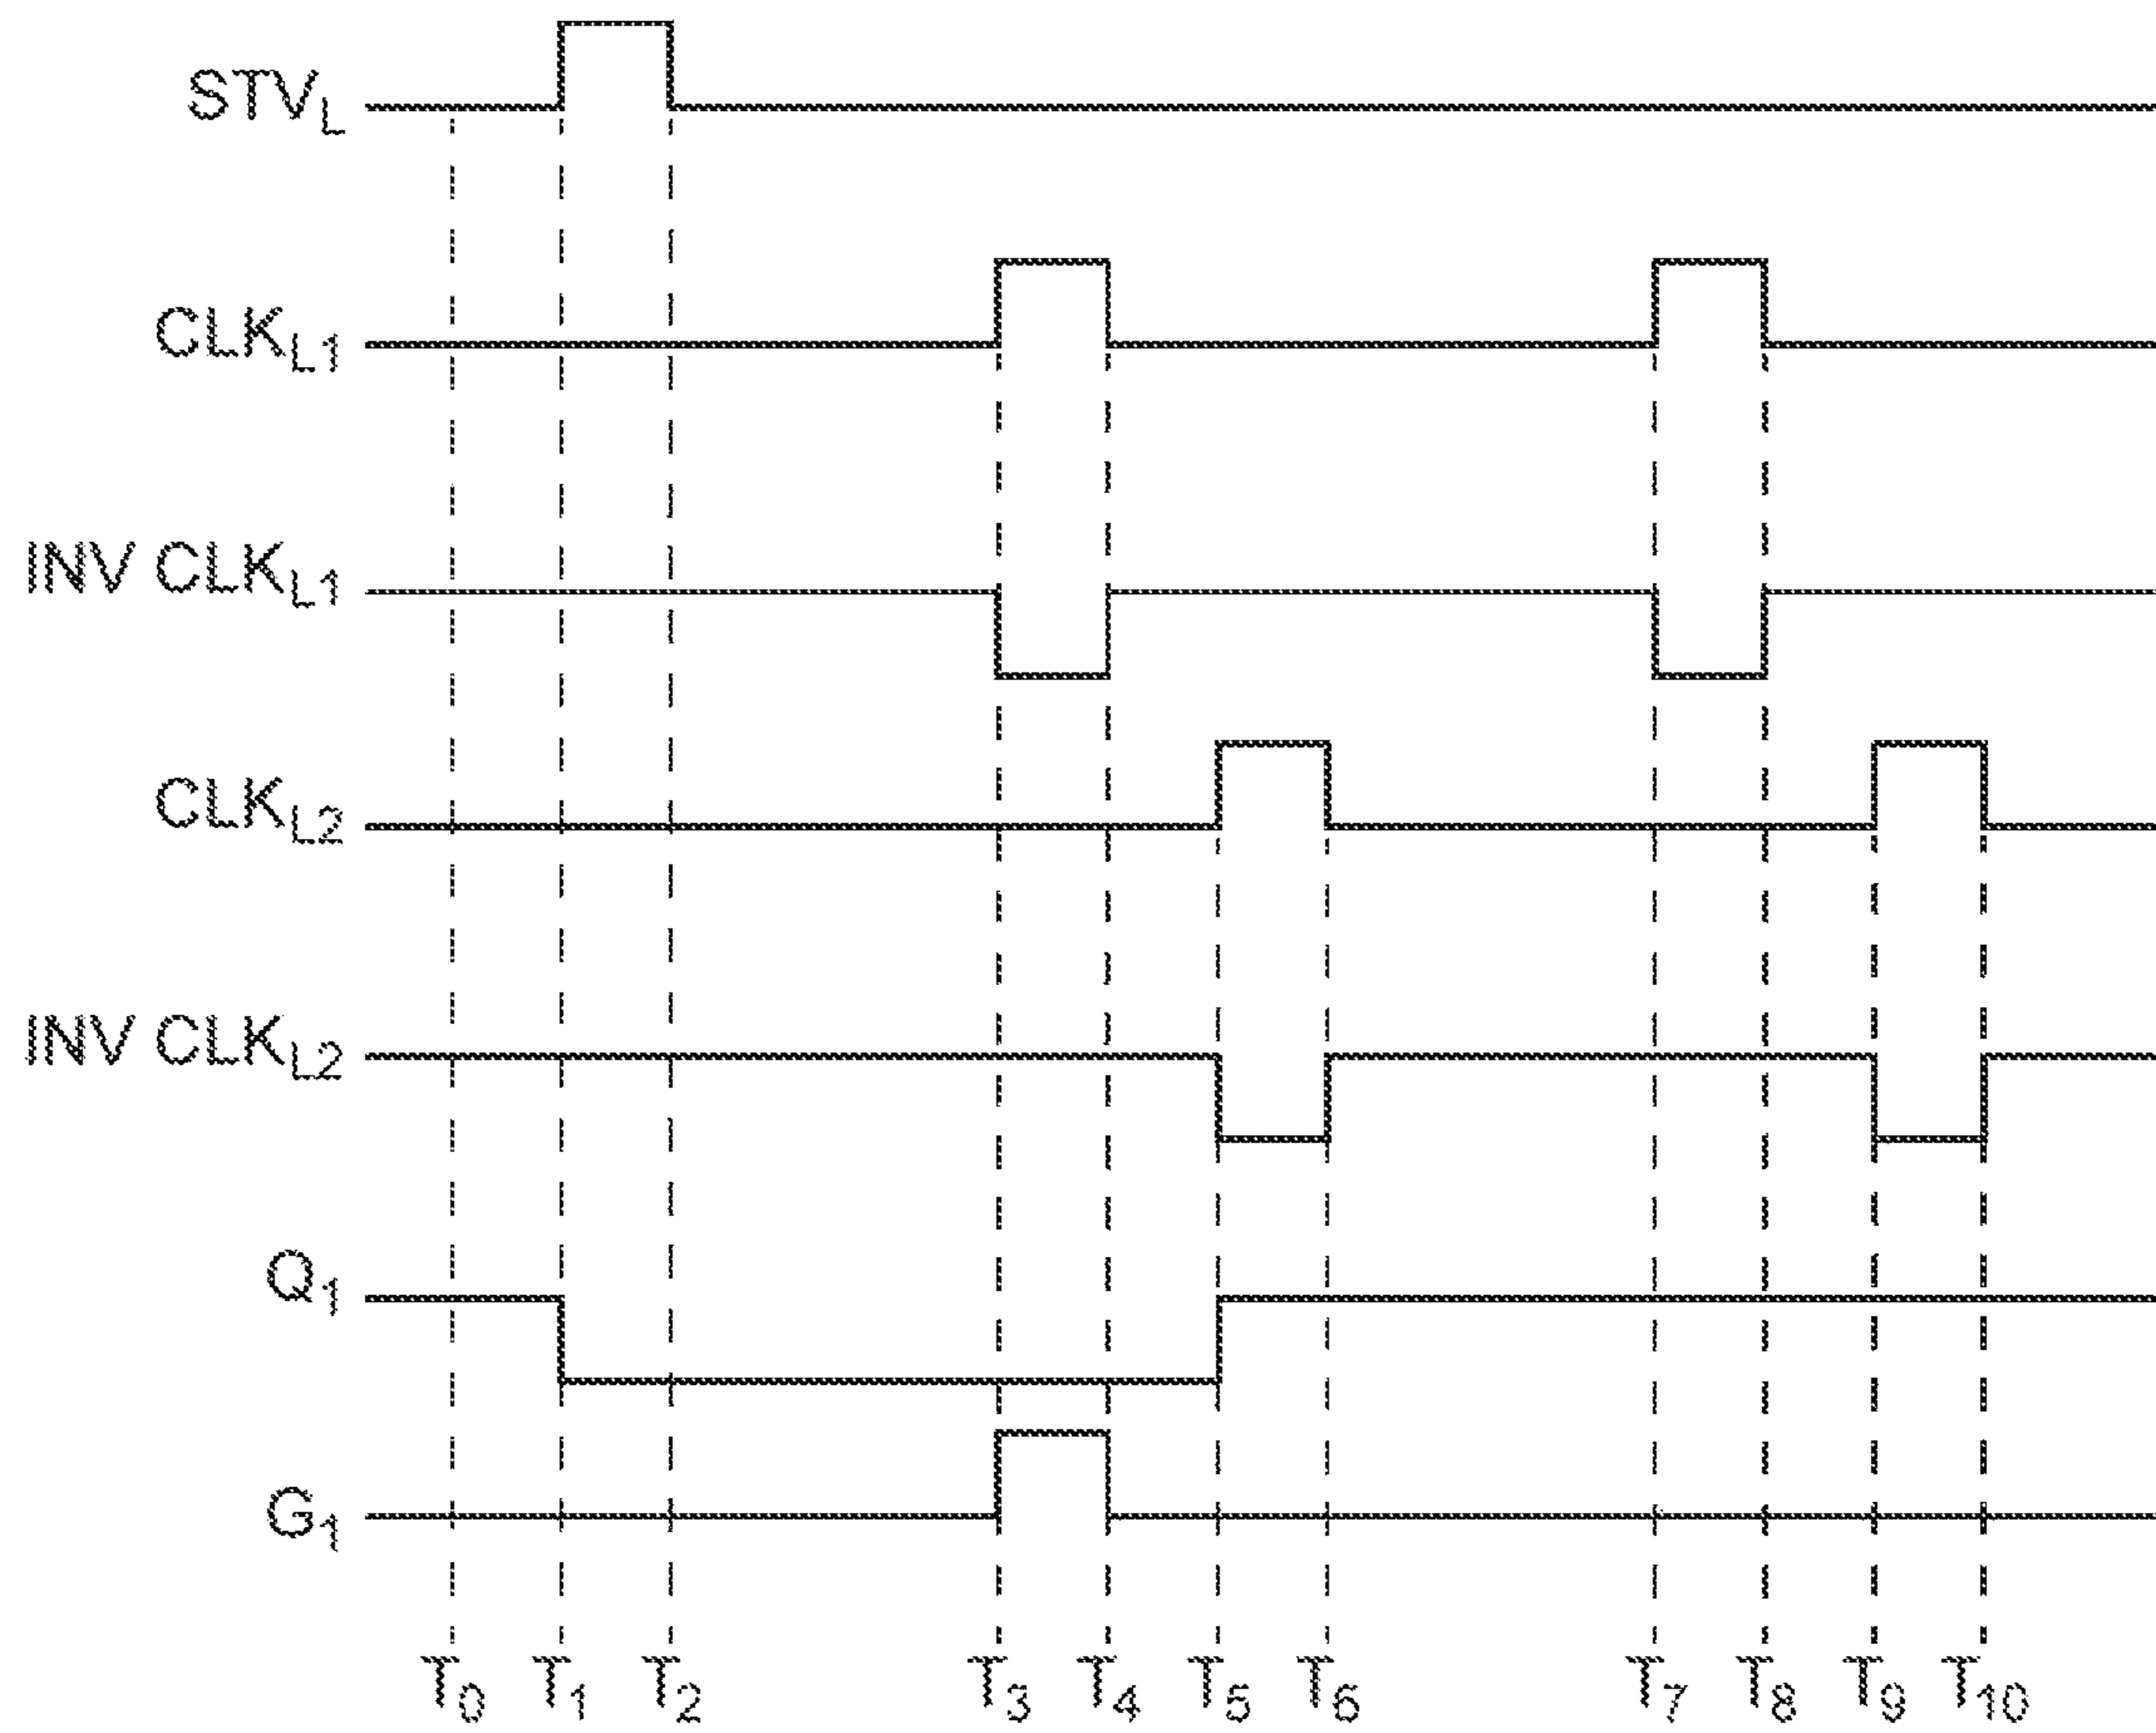 STV_L
CLK_L1
INV CLK_L1
CLK_L2
INV CLK_L2
Q_1
G_1
T_0 T_1 T_2 T_3 T_4 T_5 T_6 T_7 T_8 T_9 T_10